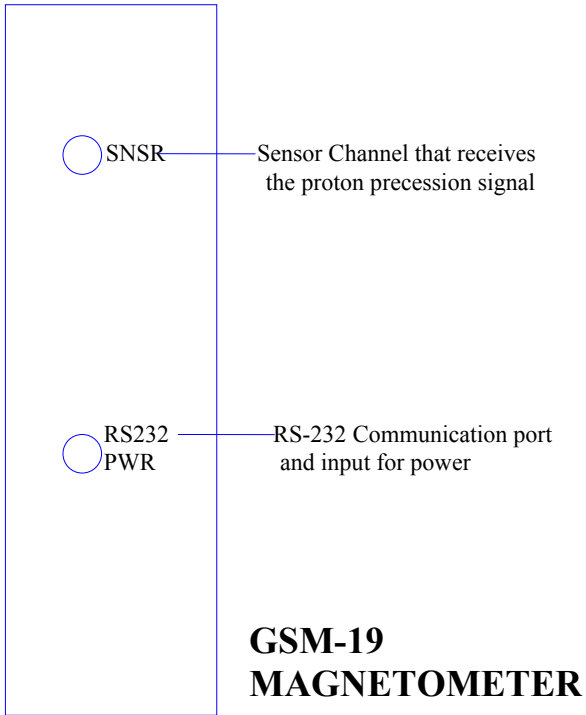 SNSR
Sensor Channel that receives
the proton precession signal
RS232
PWR
RS-232 Communication port
and input for power
GSM-19
MAGNETOMETER